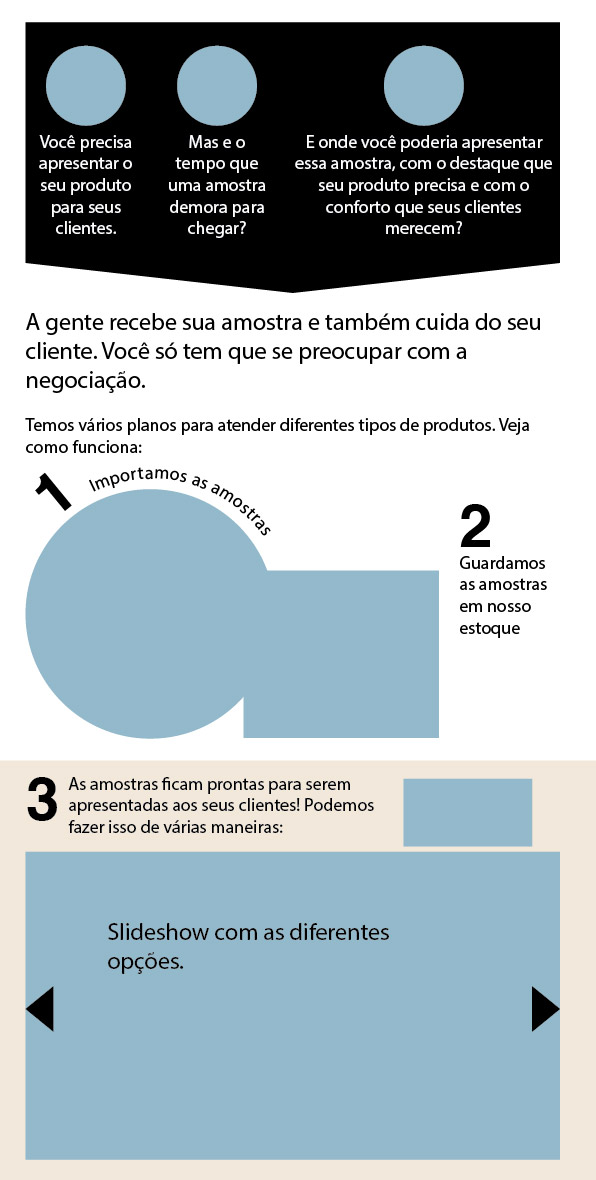 Você precisa
apresentar o
seu produto
para seus
clientes.
Mas e o
tempo que
uma amostra
demora para
chegar?
E onde você poderia apresentar
essa amostra, com o destaque que
seu produto precisa e com o
conforto que seus clientes
merecem?
A gente recebe sua amostra e também cuida do seu
cliente. Você só tem que se preocupar com a
negociação.
Temos vários planos para atender diferentes tipos de produtos. Veja
como funciona:
1 Importamos as amostras
2
Guardamos
as amostras
em nosso
estoque
3
As amostras ficam prontas para serem
apresentadas aos seus clientes! Podemos
fazer isso de várias maneiras:
Slideshow com as diferentes
opções.